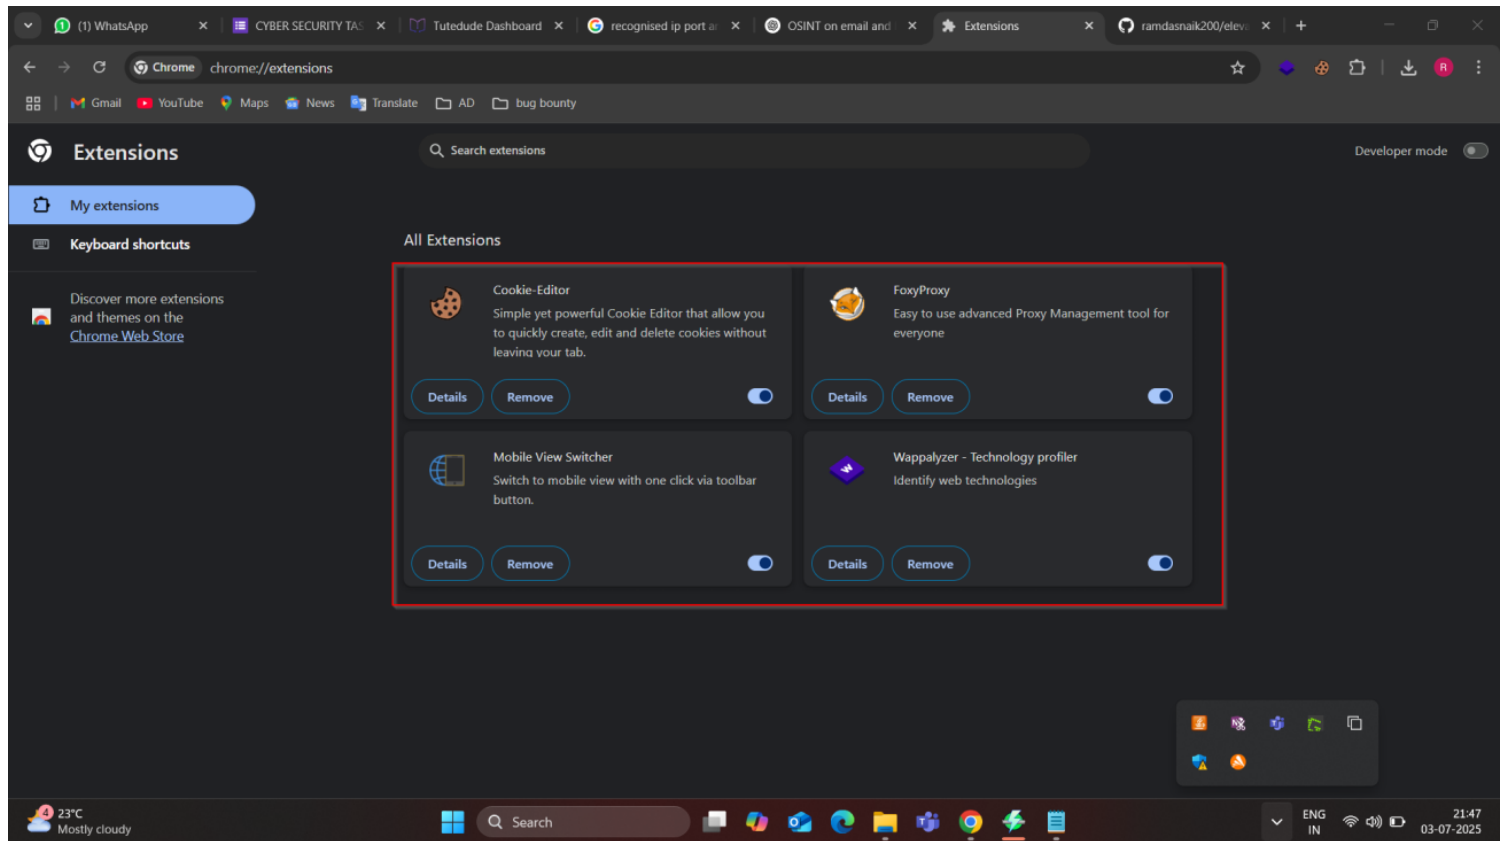 (1) WhatsApp
CYBER SECURITY TAS
Tutedude Dashboard
recognised ip port an
OSINT on email and
Extensions
ramdasnaik200/eleva
Chrome
chrome://extensions
R
Gmail
YouTube
Maps
News
Translate
AD
bug bounty
Extensions
Search extensions
Developer mode
My extensions
Keyboard shortcuts
Discover more extensions
and themes on the
Chrome Web Store
All Extensions
Cookie-Editor
Simple yet powerful Cookie Editor that allow you
to quickly create, edit and delete cookies without
leaving your tab.
Details
Remove
FoxyProxy
Easy to use advanced Proxy Management tool for
everyone
Details
Remove
Mobile View Switcher
Switch to mobile view with one click via toolbar
button.
Details
Remove
Wappalyzer - Technology profiler
Identify web technologies
Details
Remove
4
23°C
Mostly cloudy
Search
ENG
IN
21:47
03-07-2025